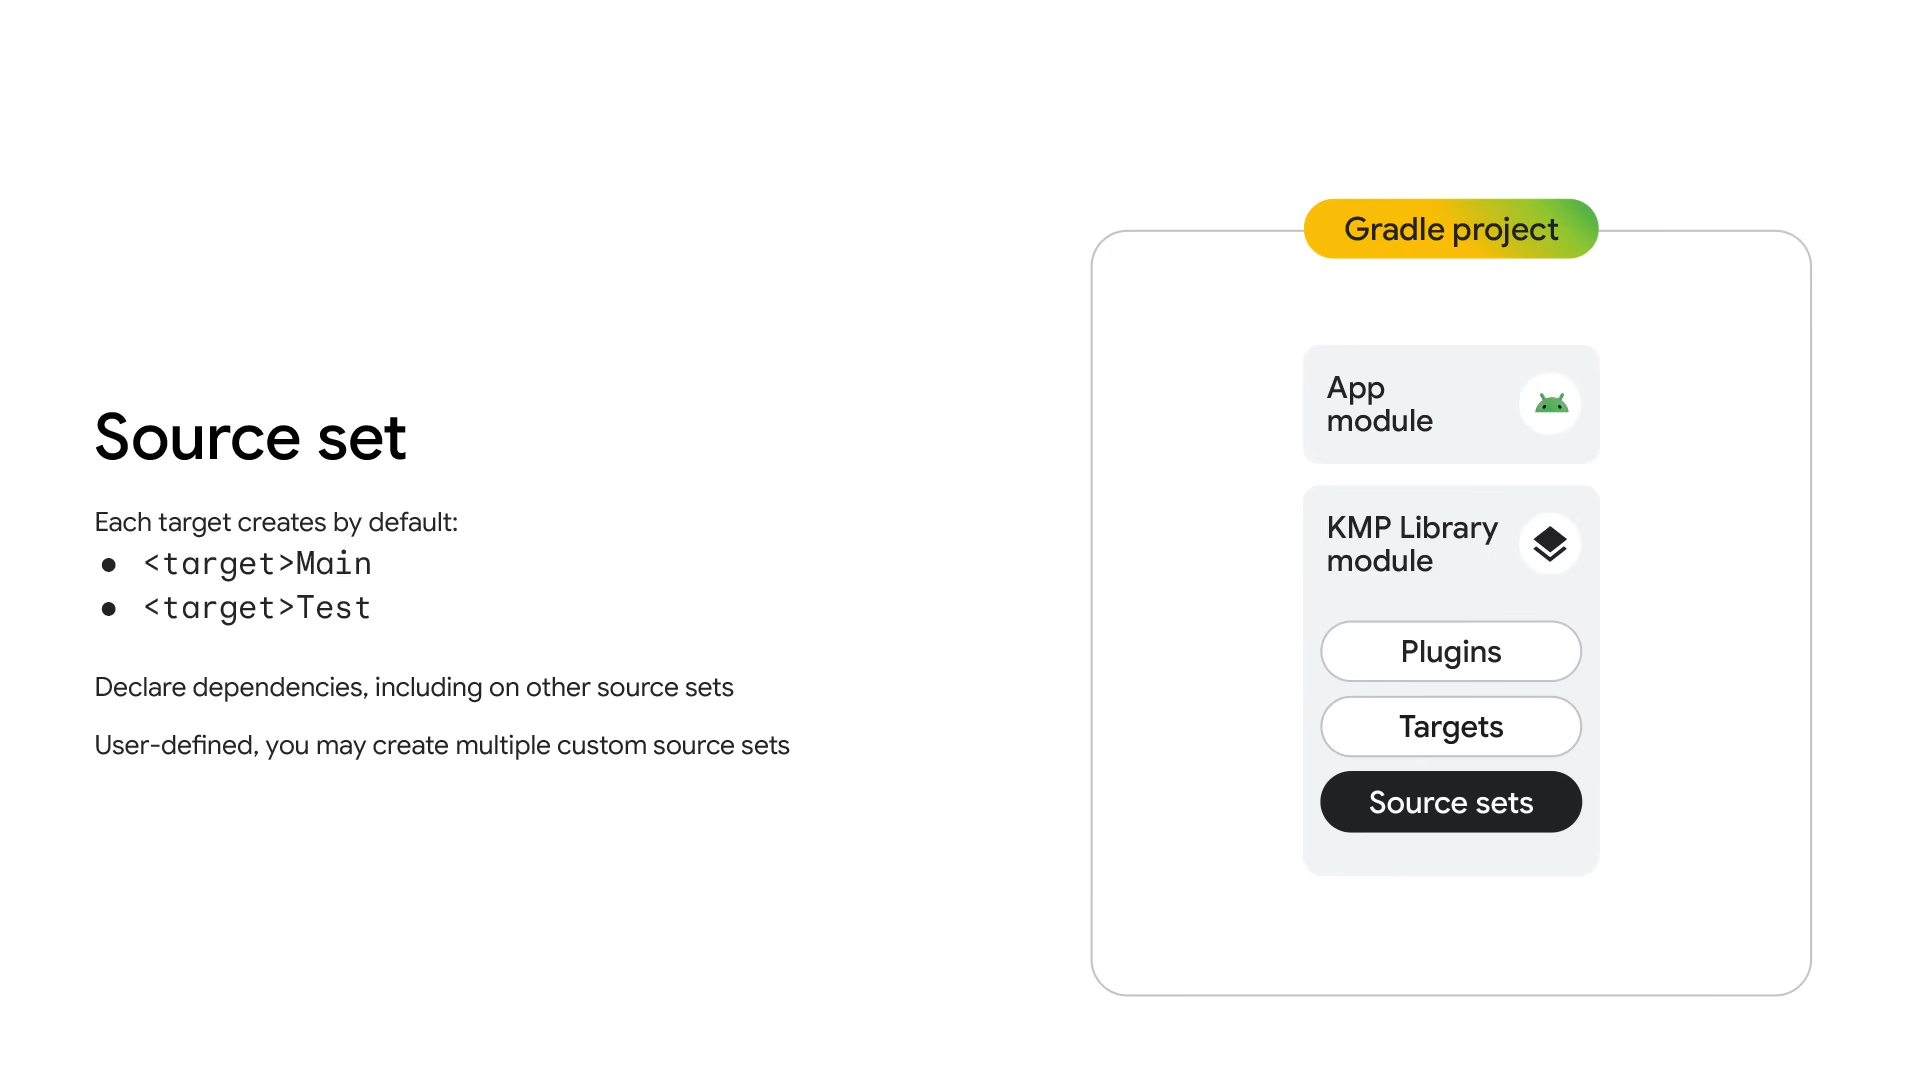 Source set
Each target creates by default:
● <target>Main
● <target>Test
Declare dependencies, including on other source sets
User-defined, you may create multiple custom source sets
Gradle project
App
module
KMP Library
module
Plugins
Targets
Source sets